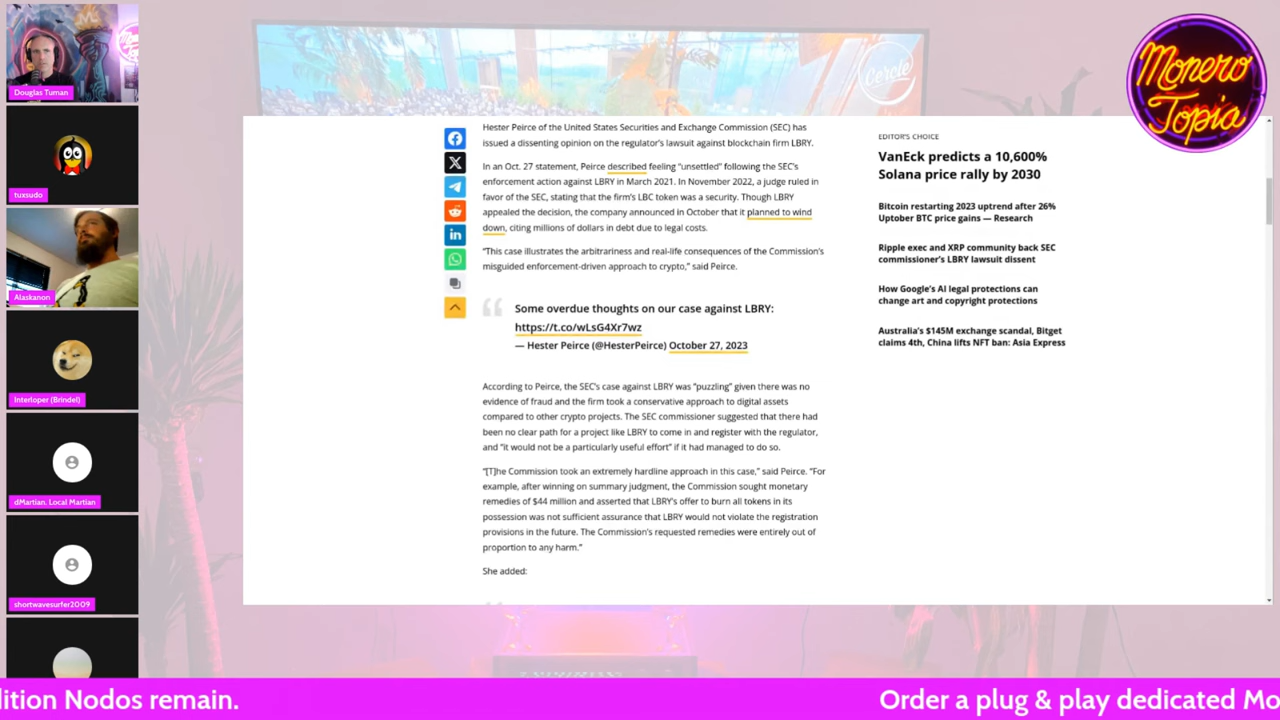 Douglas Tuman
tuxsudo
Alaskanon
Interloper (Brindel)
dMartian. Local Martian
shortwavesurfer2009
Cercle
Monero
Topia
Hester Peirce of the United States Securities and Exchange Commission (SEC) has
issued a dissenting opinion on the regulator's lawsuit against blockchain firm LBRY.
In an Oct. 27 statement, Peirce described feeling "unsettled" following the SEC's
enforcement action against LBRY in March 2021. In November 2022, a judge ruled in
favor of the SEC, stating that the firm's LBC token was a security. Though LBRY
appealed the decision, the company announced in October that it planned to wind
down, citing millions of dollars in debt due to legal costs.
"This case illustrates the arbitrariness and real-life consequences of the Commission's
misguided enforcement-driven approach to crypto," said Peirce.
Some overdue thoughts on our case against LBRY:
https://t.co/wLsG4Xr7wz
— Hester Peirce (@HesterPeirce) October 27, 2023
According to Peirce, the SEC's case against LBRY was "puzzling" given there was no
evidence of fraud and the firm took a conservative approach to digital assets
compared to other crypto projects. The SEC commissioner suggested that there had
been no clear path for a project like LBRY to come in and register with the regulator,
and "it would not be a particularly useful effort" if it had managed to do so.
"[T]he Commission took an extremely hardline approach in this case," said Peirce. "For
example, after winning on summary judgment, the Commission sought monetary
remedies of $44 million and asserted that LBRY's offer to burn all tokens in its
possession was not sufficient assurance that LBRY would not violate the registration
provisions in the future. The Commission's requested remedies were entirely out of
proportion to any harm."
She added:
EDITOR'S CHOICE
VanEck predicts a 10,600%
Solana price rally by 2030
Bitcoin restarting 2023 uptrend after 26%
Uptober BTC price gains — Research
Ripple exec and XRP community back SEC
commissioner's LBRY lawsuit dissent
How Google's AI legal protections can
change art and copyright protections
Australia's $145M exchange scandal, Bitget
claims 4th, China lifts NFT ban: Asia Express
dition Nodos remain.
Order a plug & play dedicated Mo